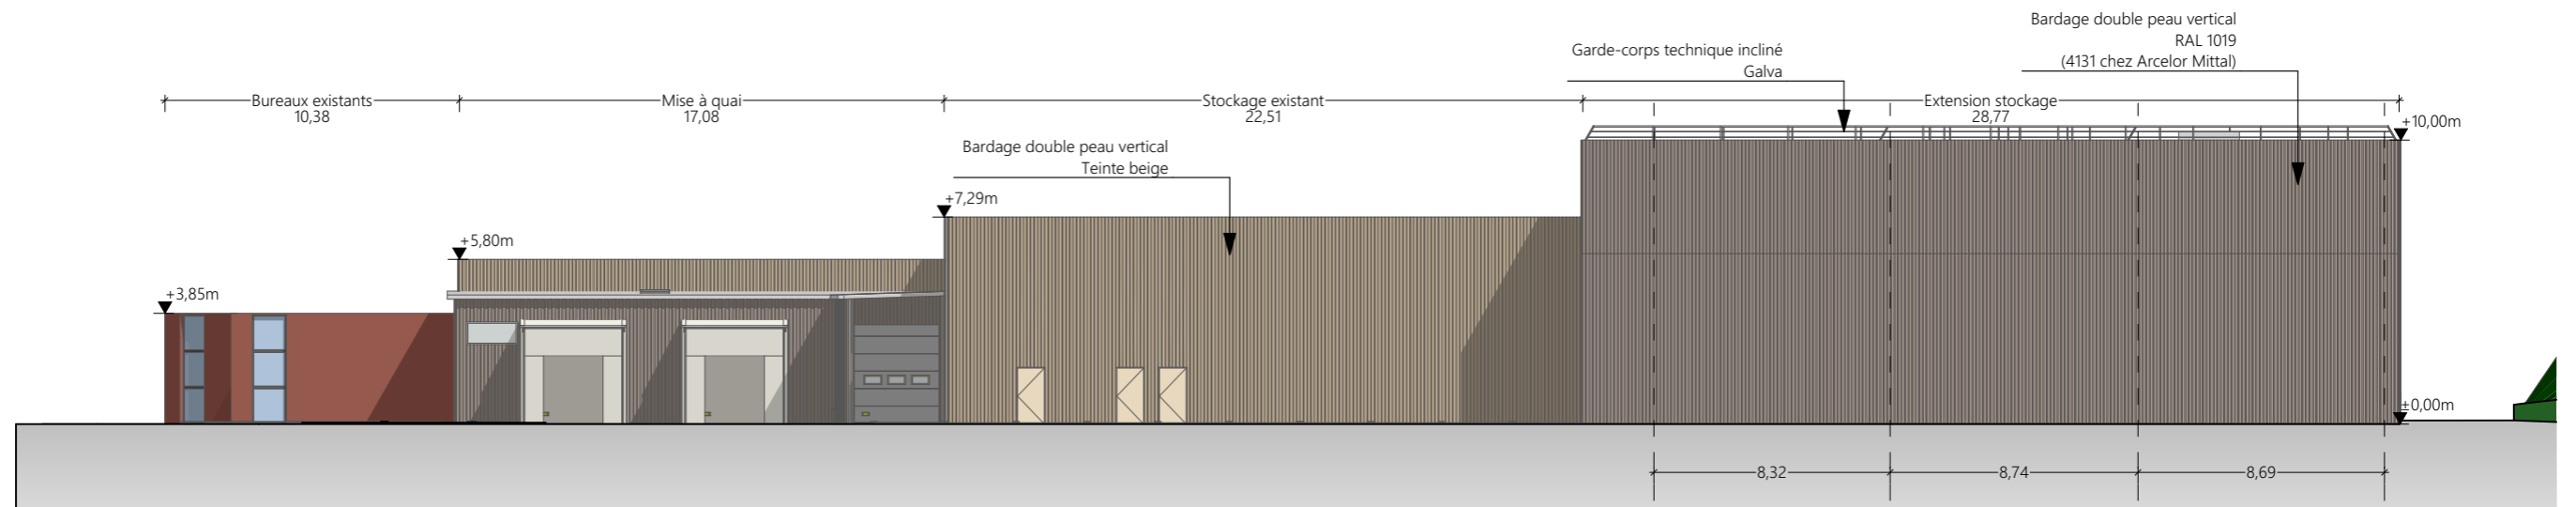 Bardage double peau vertical
RAL 1019
(4131 chez Arcelor Mittal)
Garde-corps technique incliné
Galva
Bureaux existants
10,38
Mise à quai
17,08
Stockage existant
22,51
Extension stockage
28,77
+10,00m
Bardage double peau vertical
Teinte beige
+7,29m
+5,80m
+3,85m
±0,00m
8,32
8,74
8,69